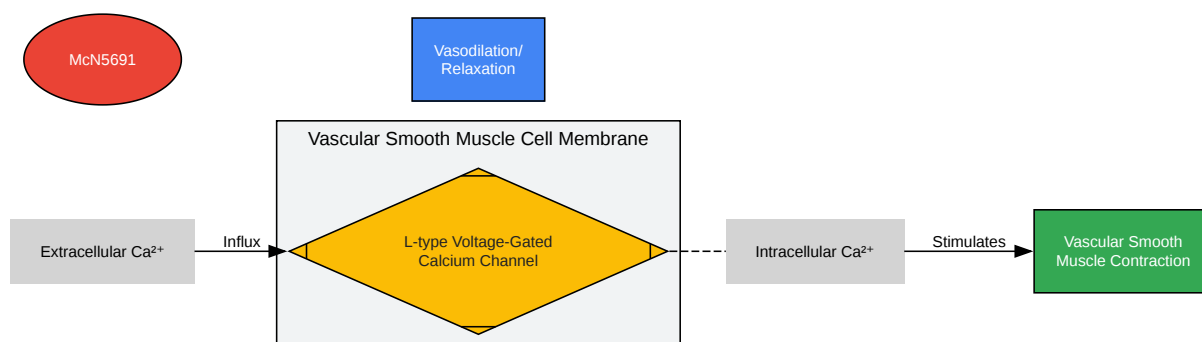 McN5691
Vasodilation/
Relaxation
Vascular Smooth Muscle Cell Membrane
Extracellular Ca²⁺
Influx
L-type Voltage-Gated
Calcium Channel
Intracellular Ca²⁺
Stimulates
Vascular Smooth
Muscle Contraction